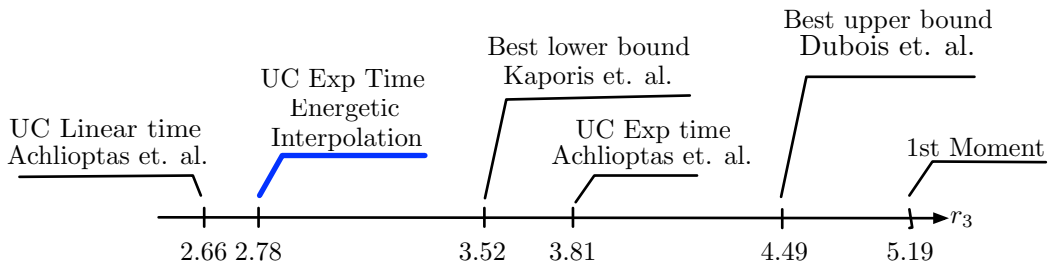 UC Linear time
Achlioptas et. al.
UC Exp Time
Energetic
Interpolation
Best lower bound
Kaporis et. al.
UC Exp time
Achlioptas et. al.
Best upper bound
Dubois et. al.
1st Moment
r₃
2.66 2.78 3.52 3.81 4.49 5.19